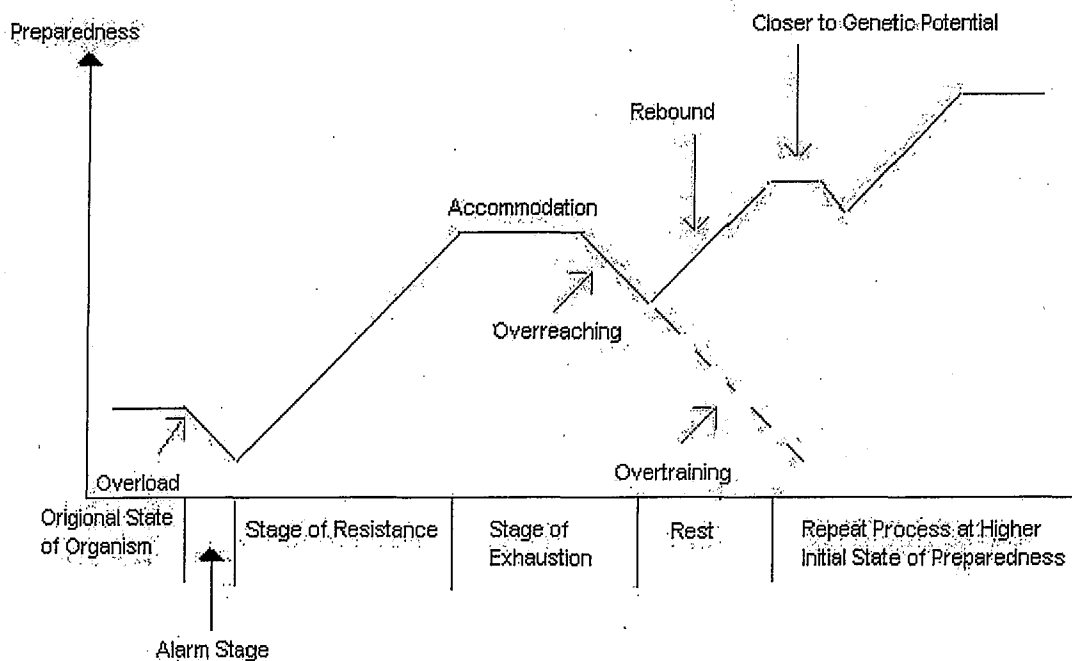 Closer to Genetic Potential
Preparedness
Rebound
Accommodation
Overreaching
Overtraining
Overload
Origional State
of Organism
Stage of Resistance
Stage of
Exhaustion
Rest
Repeat Process at Higher
Initial State of Preparedness
Alarm Stage